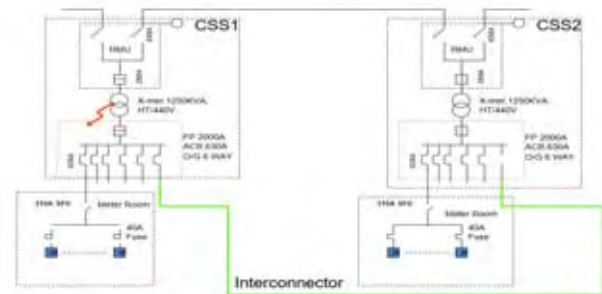 CSS1
RMU
X-mer, 1250KVA,
HT/440V
FP 2000A
ACB 630A
O/G 6 WAY
Meter Room
40A
Fuse
CSS2
RMU
X-mer, 1250KVA,
HT/440V
FP 2000A
ACB 630A
O/G 6 WAY
Meter Room
40A
Fuse
Interconnector